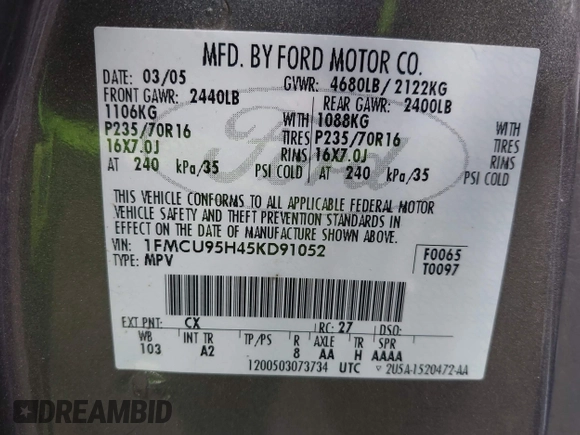 MFD. BY FORD MOTOR CO.
DATE: 03/05 GVWR: 4680LB/2122KG
FRONT GAWR: 2440LB REAR GAWR: 2400LB
1106KG WITH 1088KG WITH
P235/70R16 TIRES P235/70R16 TIRES
16X7.0J RIMS 16X7.0J RIMS
AT 240 kPa/35 PSI COLD AT 240 kPa/35 PSI COLD
THIS VEHICLE CONFORMS TO ALL APPLICABLE FEDERAL MOTOR
VEHICLE SAFETY AND THEFT PREVENTION STANDARDS IN
EFFECT ON THE DATE OF MANUFACTURE SHOWN ABOVE.
VIN: 1FMCU95H45KD91052 F0065
TYPE: MPV T0097
Ford
EXT PNT: CX RC: 27 DSO:
WB INT TR TP/PS R AXLE TR SPR
103 A2 8 AA H AAAA
1200503073734 UTC ▽ 2U5A-1520472-AA
DREAMBID